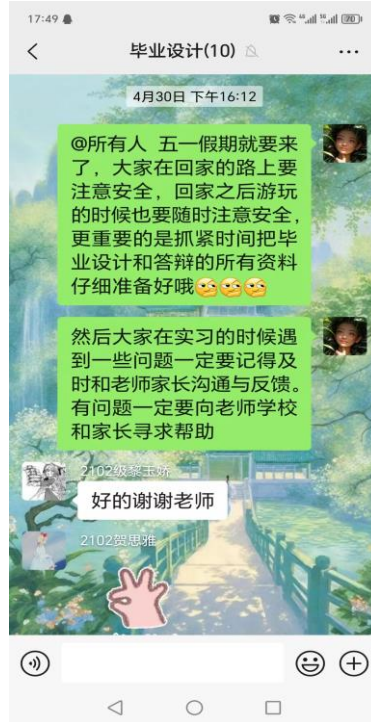 17:49
70
毕业设计(10)
4月30日 下午16:12
@所有人 五一假期就要来
了，大家在回家的路上要
注意安全，回家之后游玩
的时候也要随时注意安全，
更重要的是抓紧时间把毕
业设计和答辩的所有资料
仔细准备好哦
然后大家在实习的时候遇
到一些问题一定要记得及
时和老师家长沟通与反馈。
有问题一定要向老师学校
和家长寻求帮助
2102级黎玉娇
好的谢谢老师
2102贺思雅